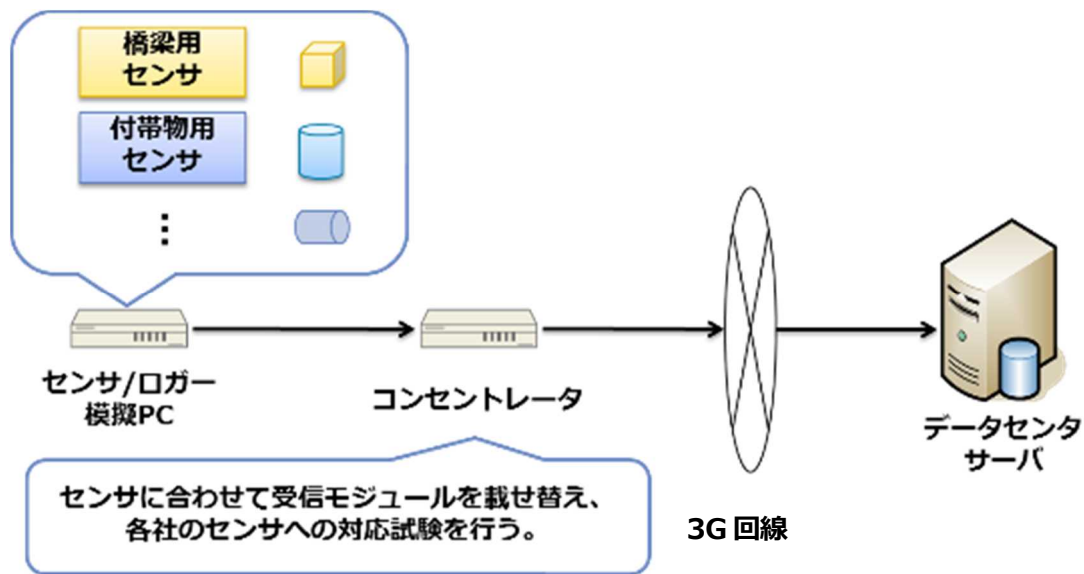 橋梁用
センサ
付帯物用
センサ
⋮
センサ/ロガー
模擬PC
コンセントレータ
データセンタ
サーバ
センサに合わせて受信モジュールを載せ替え、
各社のセンサへの対応試験を行う。
3G 回線